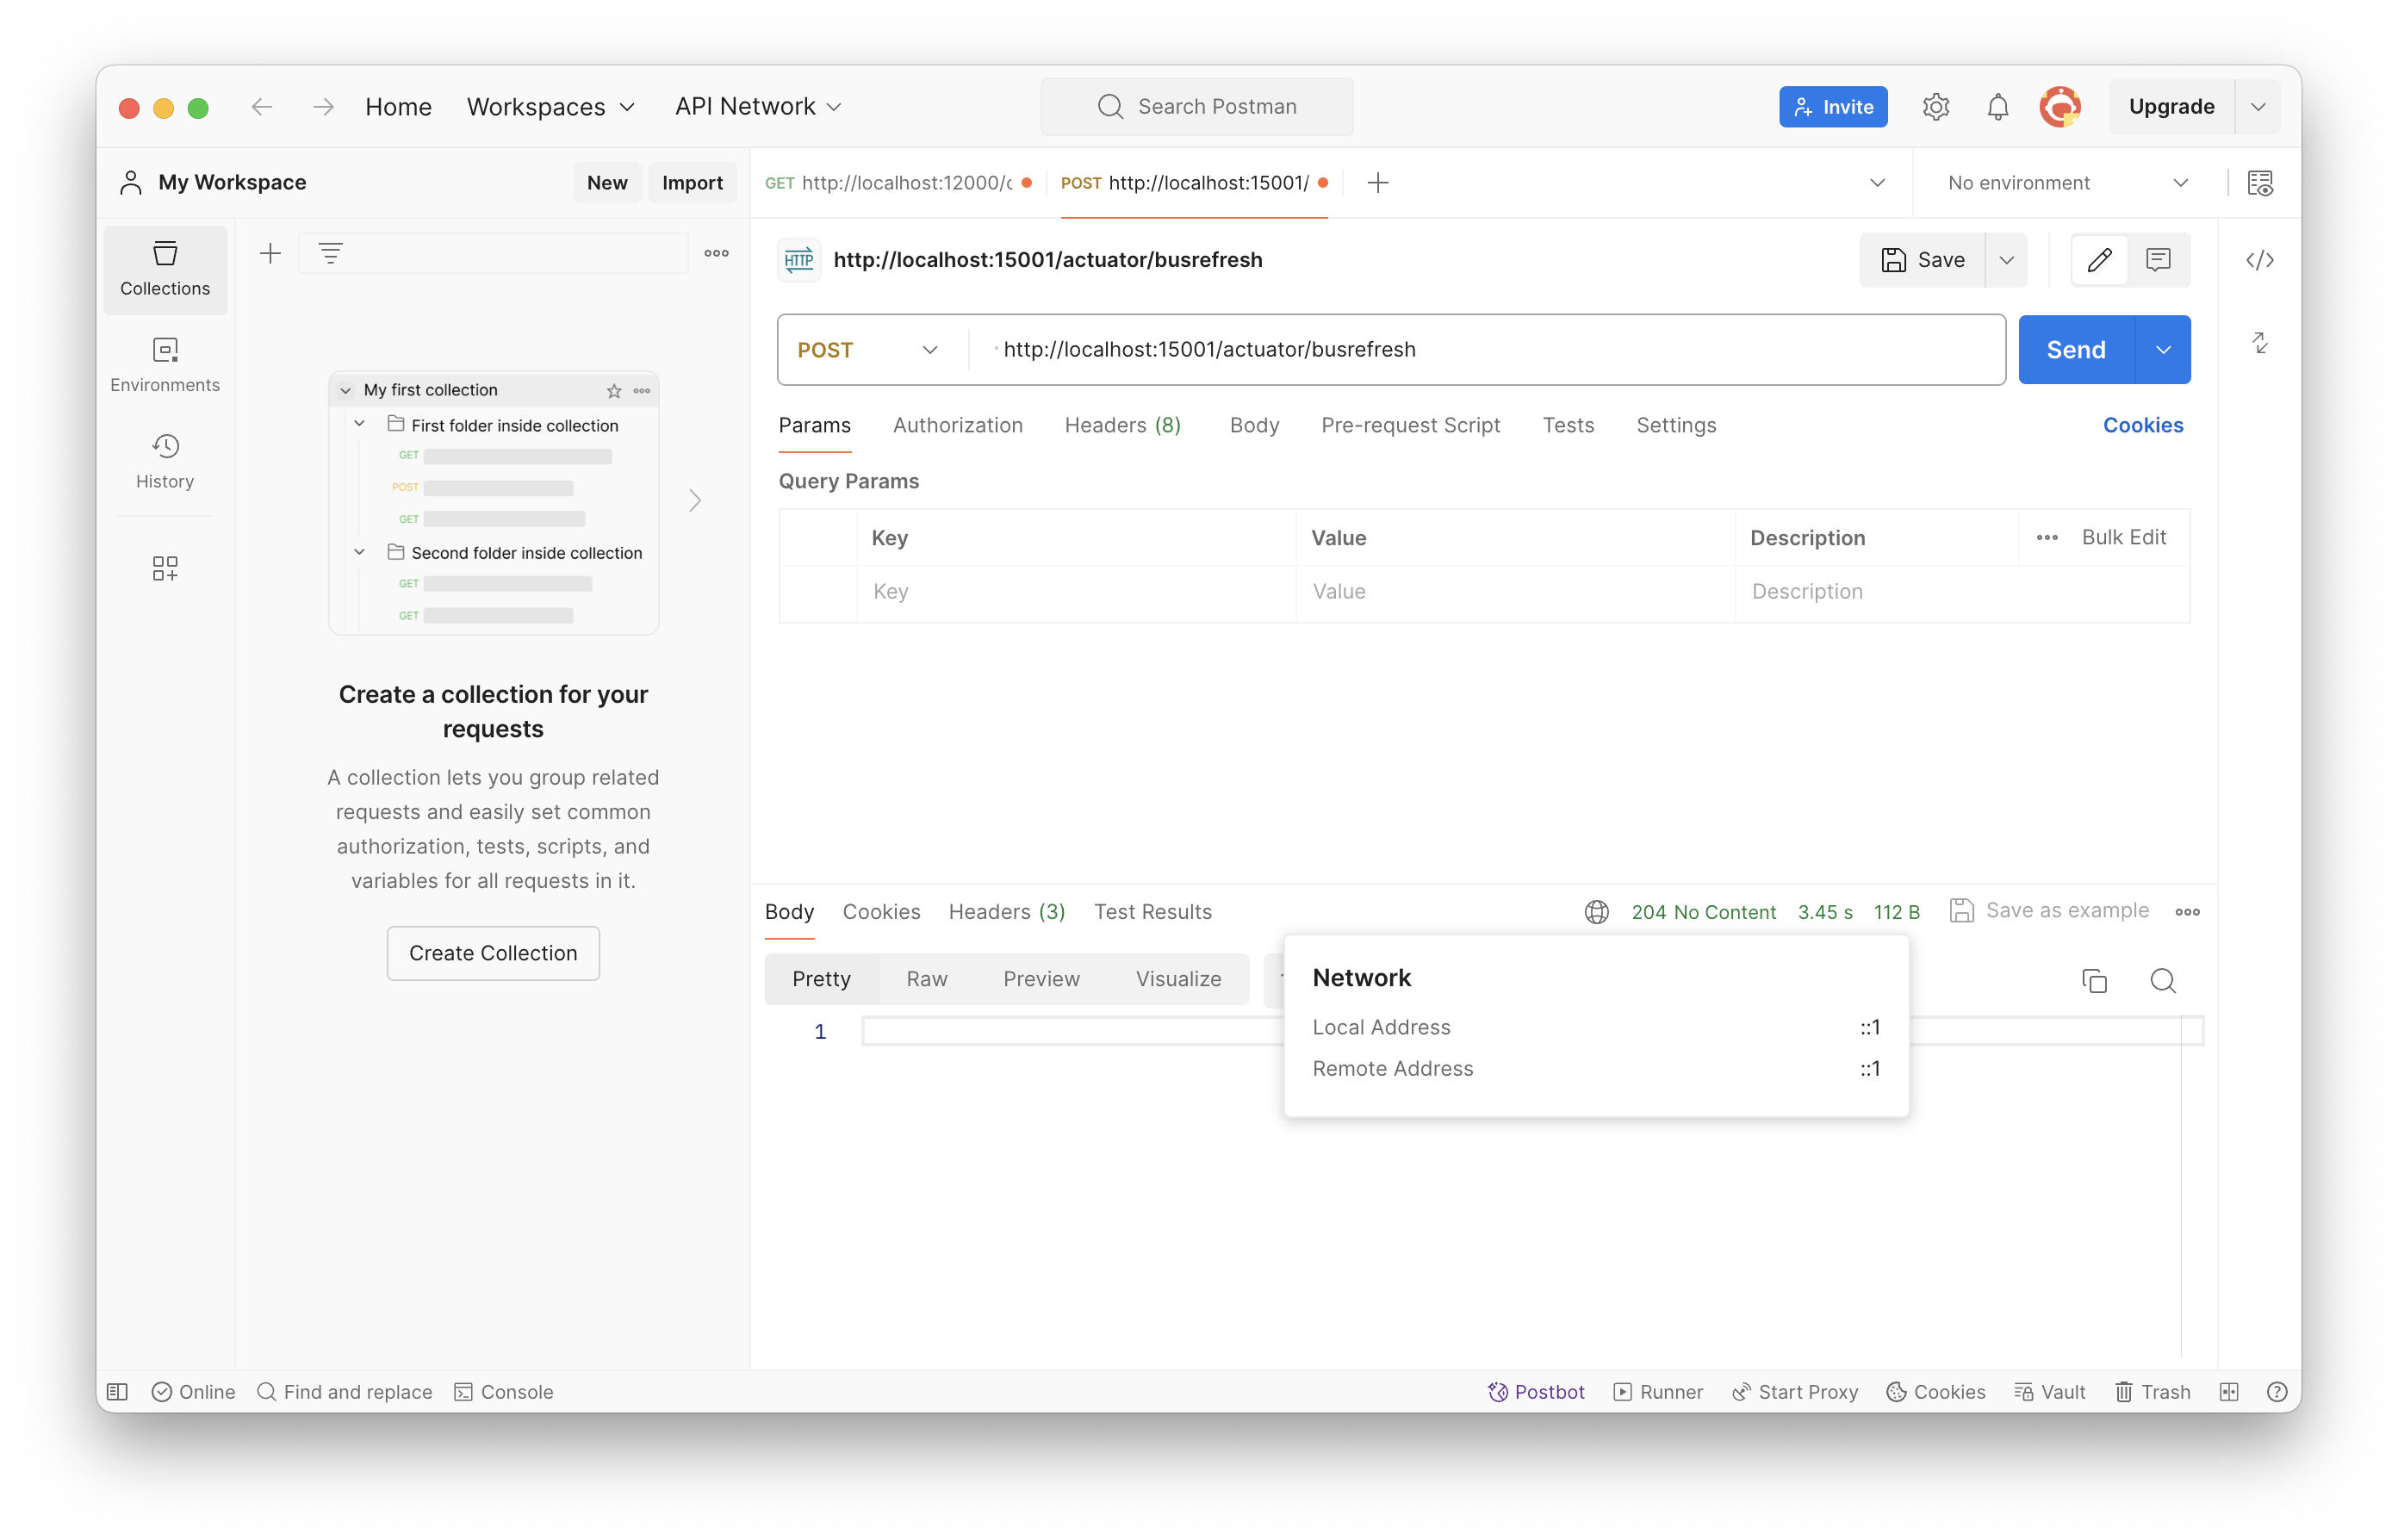 Home
Workspaces
API Network
Search Postman
Invite
Upgrade
My Workspace
New
Import
GET http://localhost:12000/c
POST http://localhost:15001/
No environment
Collections
Environments
History
My first collection
First folder inside collection
GET
POST
GET
Second folder inside collection
GET
GET
Create a collection for your
requests
A collection lets you group related
requests and easily set common
authorization, tests, scripts, and
variables for all requests in it.
Create Collection
HTTP
http://localhost:15001/actuator/busrefresh
Save
POST
http://localhost:15001/actuator/busrefresh
Send
Params
Authorization
Headers (8)
Body
Pre-request Script
Tests
Settings
Cookies
Query Params
Key
Value
Description
Bulk Edit
Key
Value
Description
Body
Cookies
Headers (3)
Test Results
204 No Content
3.45 s
112 B
Save as example
Pretty
Raw
Preview
Visualize
1
Network
Local Address ::1
Remote Address ::1
Online
Find and replace
Console
Postbot
Runner
Start Proxy
Cookies
Vault
Trash